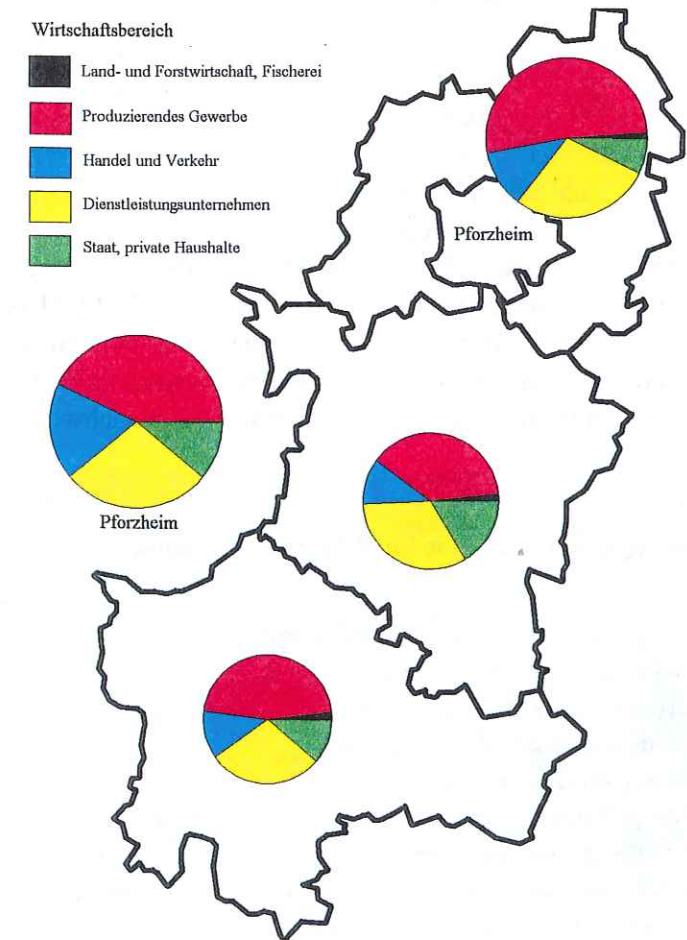 Wirtschaftsbereich
Land- und Forstwirtschaft, Fischerei
Produzierendes Gewerbe
Handel und Verkehr
Dienstleistungsunternehmen
Staat, private Haushalte
Pforzheim
Pforzheim